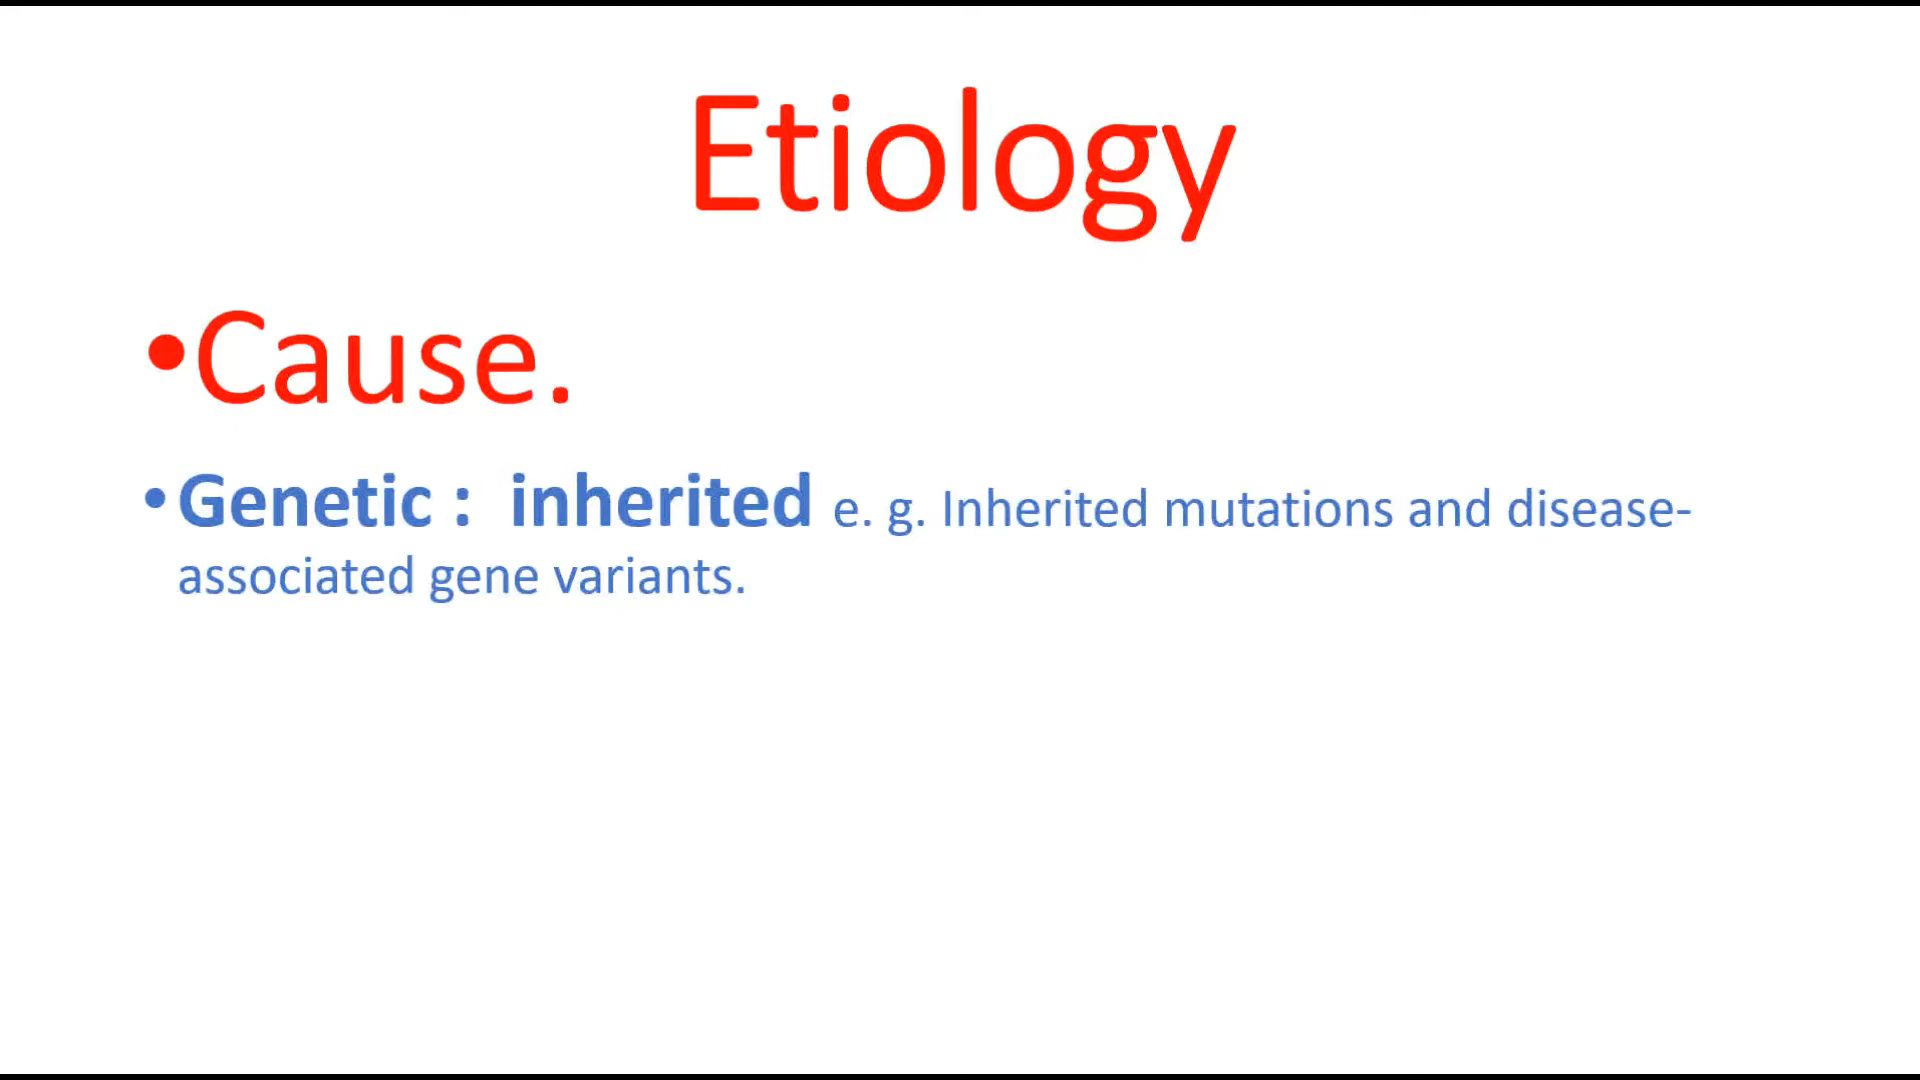 Etiology
•Cause.
• Genetic :  inherited e. g. Inherited mutations and disease-
associated gene variants.